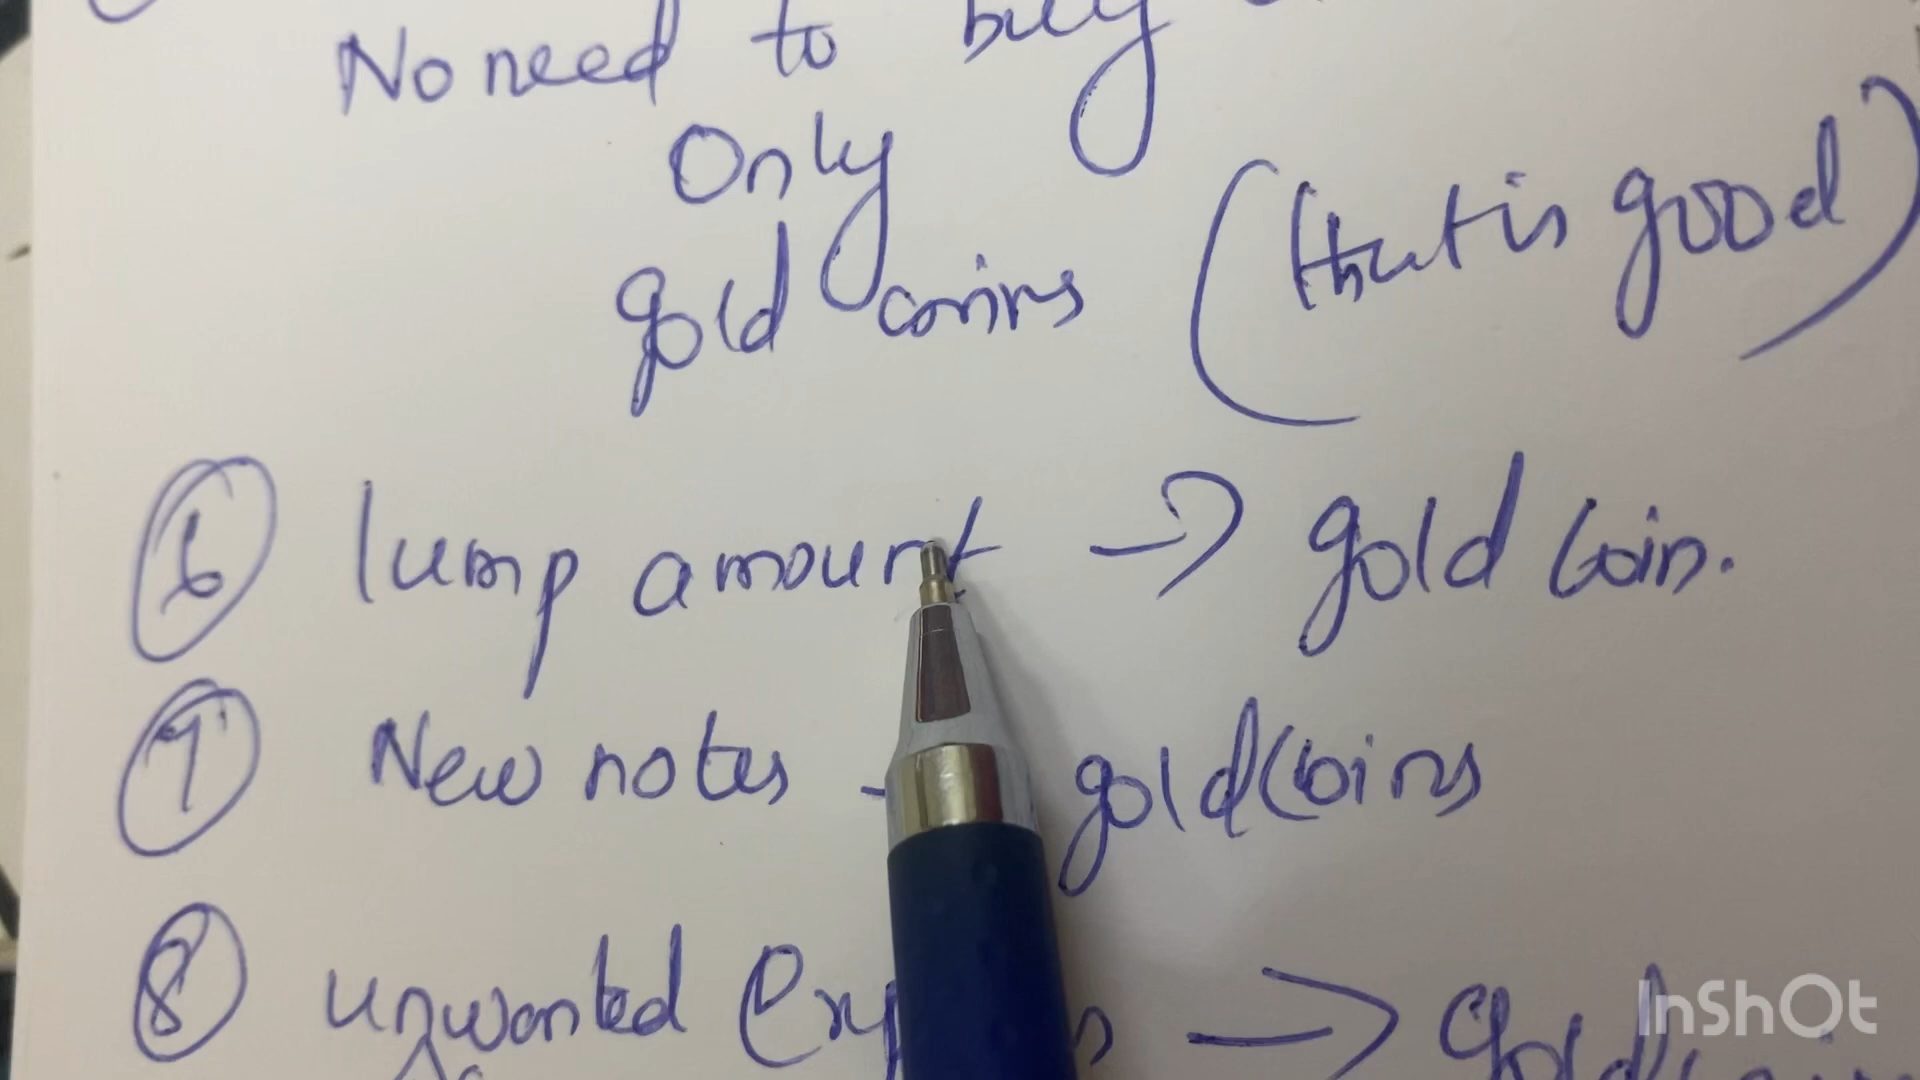 No need to buy
Only
gold coins (that is good)
6 lump amount → gold coin.
7 New notes - gold coins
8 unwanted → gold
InShOt